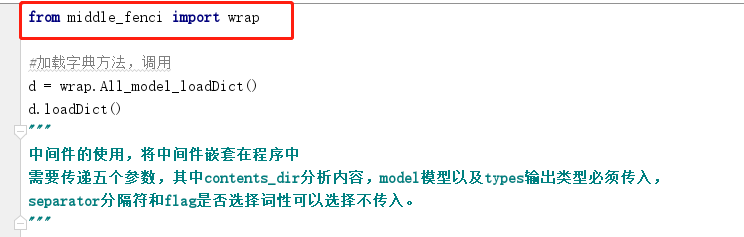 from middle_fenci import wrap
#加载字典方法，调用
d = wrap.All_model_loadDict()
d.loadDict()
"""
中间件的使用，将中间件嵌套在程序中
需要传递五个参数，其中contents_dir分析内容，model模型以及types输出类型必须传入，
separator分隔符和flag是否选择词性可以选择不传入。
"""